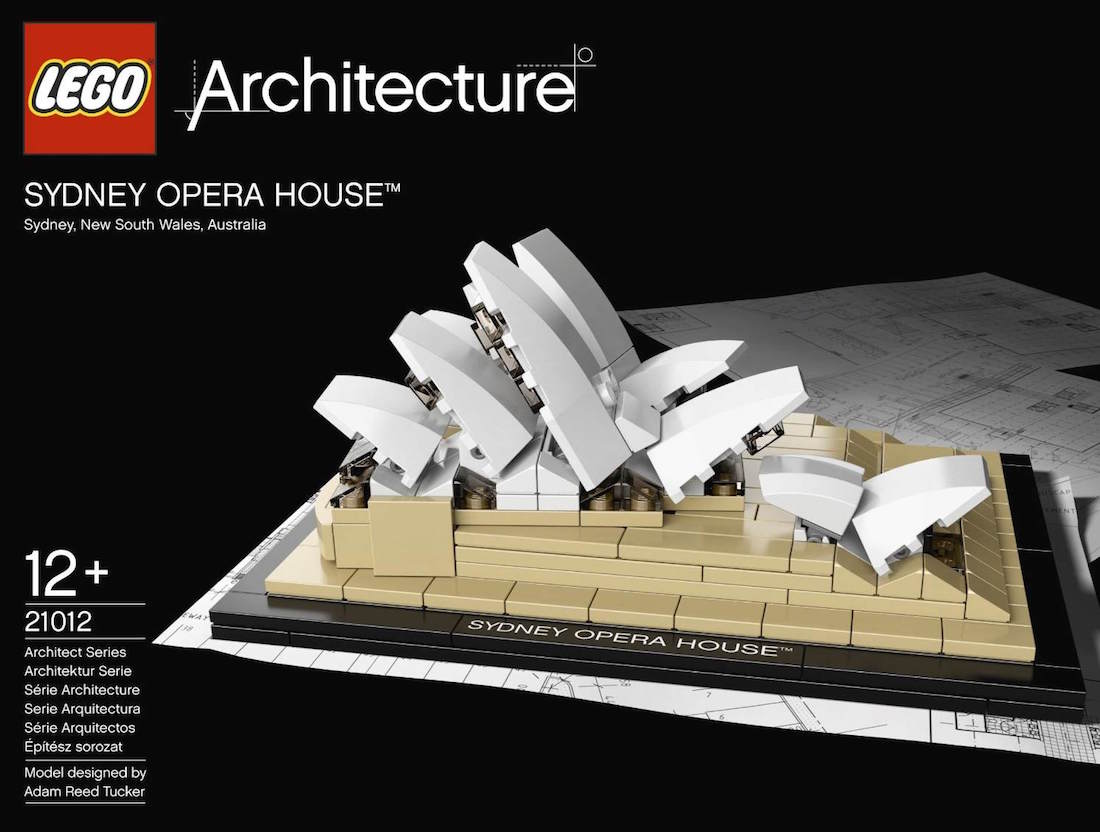 LEGO
Architecture
SYDNEY OPERA HOUSE™
Sydney, New South Wales, Australia
12+
21012
Architect Series
Architektur Serie
Série Architecture
Serie Arquitectura
Série Arquitectos
Építész sorozat
Model designed by
Adam Reed Tucker
SYDNEY OPERA HOUSE™